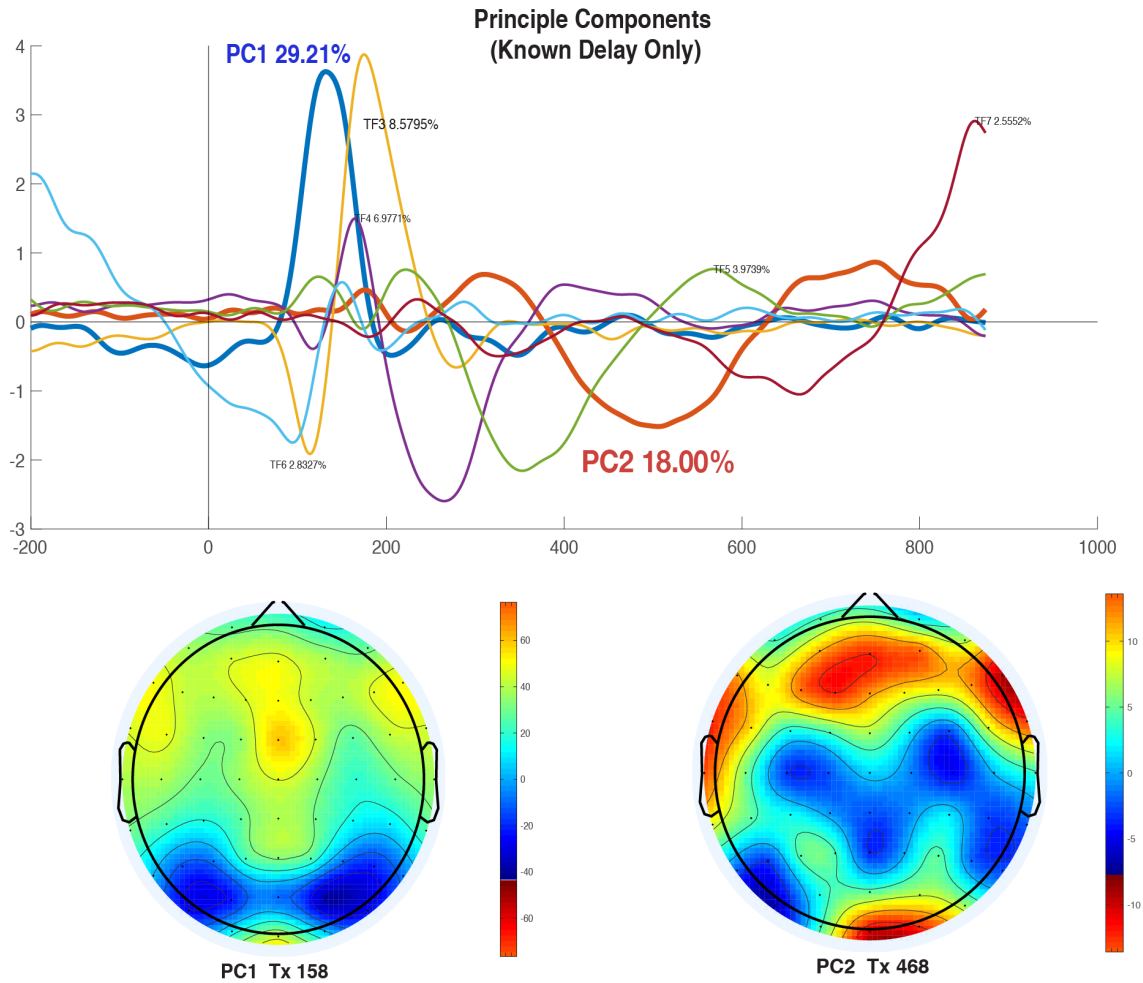 Principle Components
(Known Delay Only)
PC1 29.21%
4
3
2
1
0
-1
-2
-3
TF3 8.5795%
TF7 2.5552%
TF4 6.9771%
TF5 3.9739%
TF6 2.8327%
PC2 18.00%
-200
0
200
400
600
800
1000
60
40
20
0
-20
-40
-60
10
5
0
-5
-10
PC1 Tx 158
PC2 Tx 468